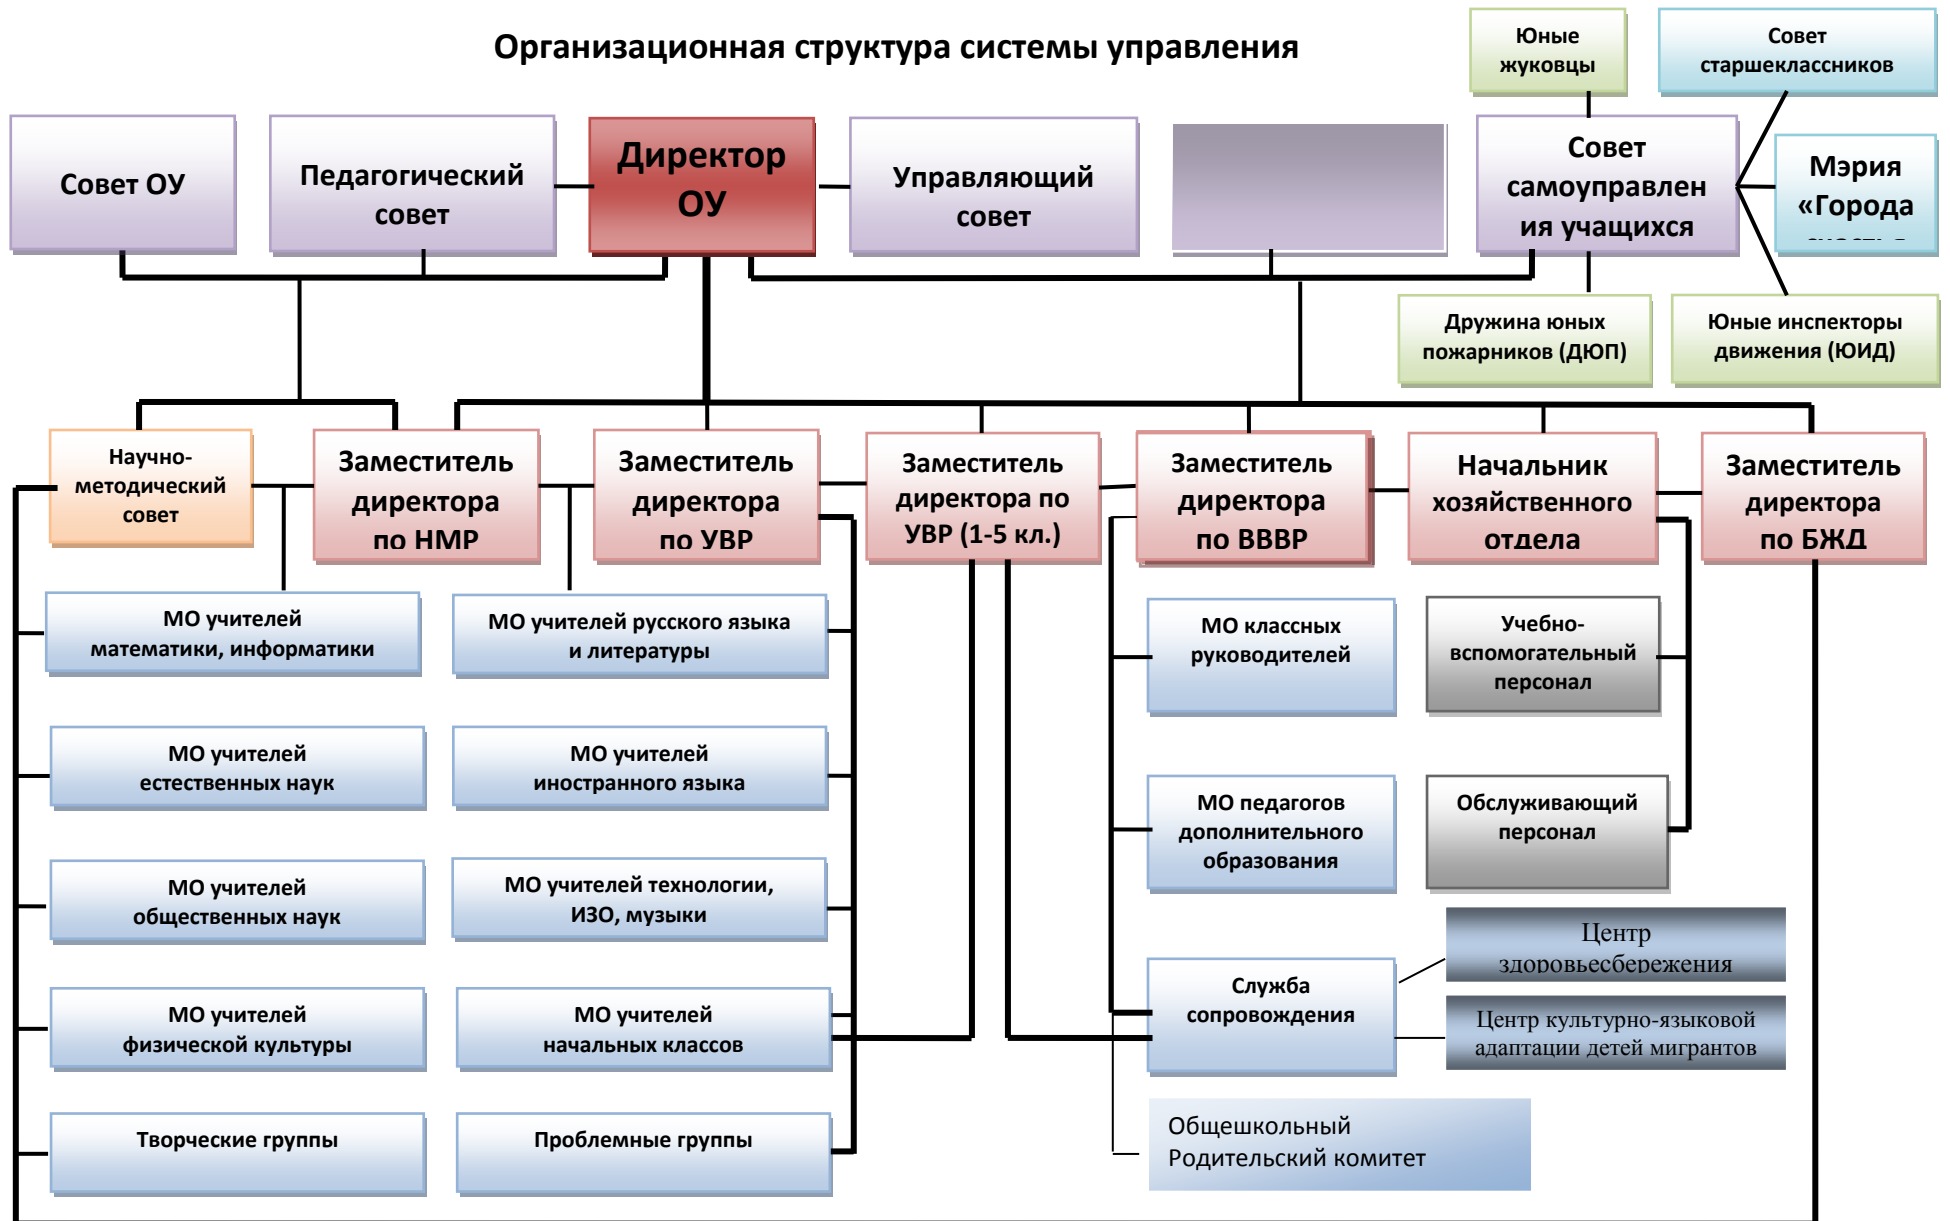 Организационная структура системы управления
Юные
жуковцы
Совет
старшеклассников
Совет ОУ
Педагогический
совет
Директор
ОУ
Управляющий
совет
Совет
самоуправлен
ия учащихся
Мэрия
«Города
Дружина юных
пожарников (ДЮП)
Юные инспекторы
движения (ЮИД)
Научно-
методический
совет
Заместитель
директора
по НМР
Заместитель
директора
по УВР
Заместитель
директора по
УВР (1-5 кл.)
Заместитель
директора
по ВВВР
Начальник
хозяйственного
отдела
Заместитель
директора
по БЖД
МО учителей
математики, информатики
МО учителей русского языка
и литературы
МО классных
руководителей
Учебно-
вспомогательный
персонал
МО учителей
естественных наук
МО учителей
иностранного языка
МО педагогов
дополнительного
образования
Обслуживающий
персонал
МО учителей
общественных наук
МО учителей технологии,
ИЗО, музыки
Центр
здоровьесбережения
МО учителей
физической культуры
МО учителей
начальных классов
Служба
сопровождения
Центр культурно-языковой
адаптации детей мигрантов
Творческие группы
Проблемные группы
Общешкольный
Родительский комитет